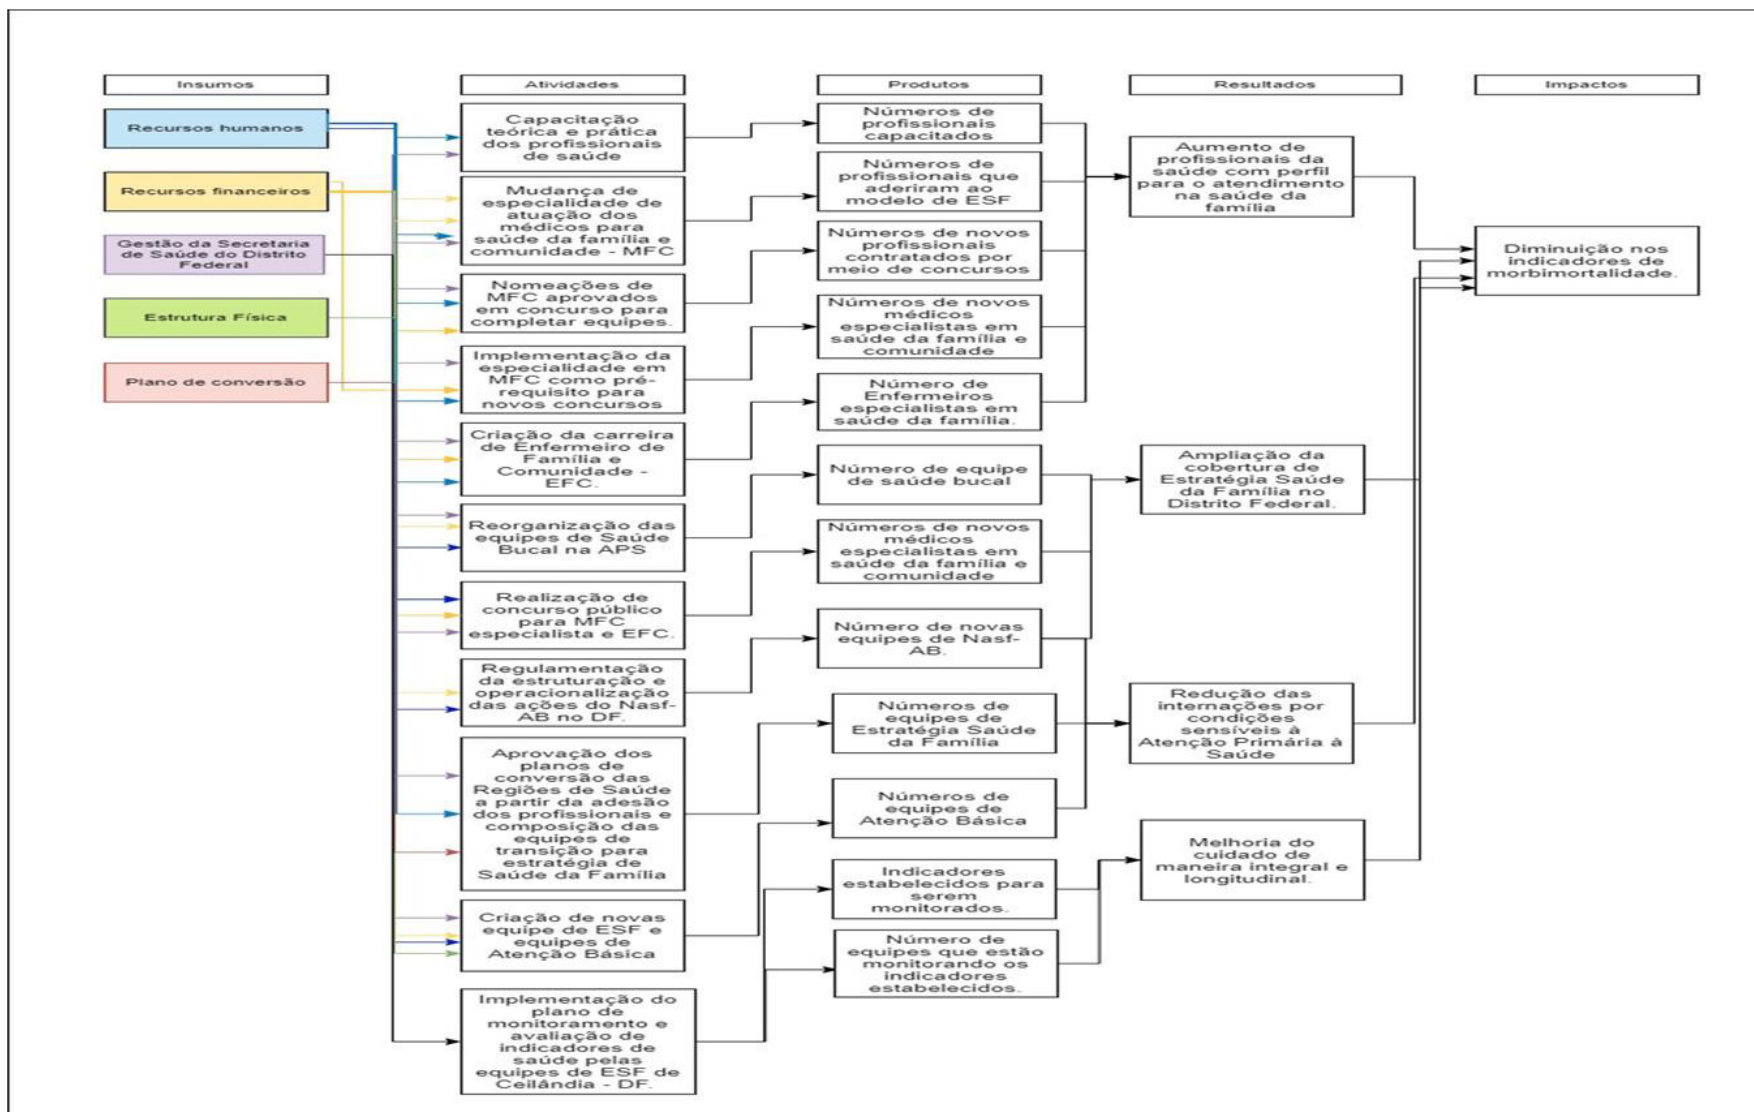 Insumos
Atividades
Produtos
Resultados
Impactos
Recursos humanos
Recursos financeiros
Gestão da Secretaria
de Saúde do Distrito
Federal
Estrutura Física
Plano de conversão
Capacitação
teórica e prática
dos profissionais
de saúde
Mudança de
especialidade de
atuação dos
médicos para
saúde da família e
comunidade - MFC
Nomeações de
MFC aprovados
em concurso para
completar equipes.
Implementação da
especialidade em
MFC como pré-
requisito para
novos concursos
Criação da carreira
de Enfermeiro de
Família e
Comunidade -
EFC.
Reorganização das
equipes de Saúde
Bucal na APS
Realização de
concurso público
para MFC
especialista e EFC.
Regulamentação
da estruturação e
operacionalização
das ações do Nasf-
AB no DF.
Aprovação dos
planos de
conversão das
Regiões de Saúde
a partir da adesão
dos profissionais e
composição das
equipes de
transição para
estratégia de
Saúde da Família
Criação de novas
equipe de ESF e
equipes de
Atenção Básica
Implementação do
plano de
monitoramento e
avaliação de
indicadores de
saúde pelas
equipes de ESF de
Ceilândia - DF.
Números de
profissionais
capacitados
Números de
profissionais que
aderiram ao
modelo de ESF
Números de novos
profissionais
contratados por
meio de concursos
Números de novos
médicos
especialistas em
saúde da família e
comunidade
Número de
Enfermeiros
especialistas em
saúde da família.
Número de equipe
de saúde bucal
Números de novos
médicos
especialistas em
saúde da família e
comunidade
Número de novas
equipes de Nasf-
AB.
Números de
equipes de
Estratégia Saúde
da Família
Números de
equipes de
Atenção Básica
Indicadores
estabelecidos para
serem
monitorados.
Número de
equipes que estão
monitorando os
indicadores
estabelecidos.
Aumento de
profissionais da
saúde com perfil
para o atendimento
na saúde da
família
Ampliação da
cobertura de
Estratégia Saúde
da Família no
Distrito Federal.
Redução das
internações por
condições
sensíveis à
Atenção Primária à
Saúde
Melhoria do
cuidado de
maneira integral e
longitudinal.
Diminuição nos
indicadores de
morbimortalidade.